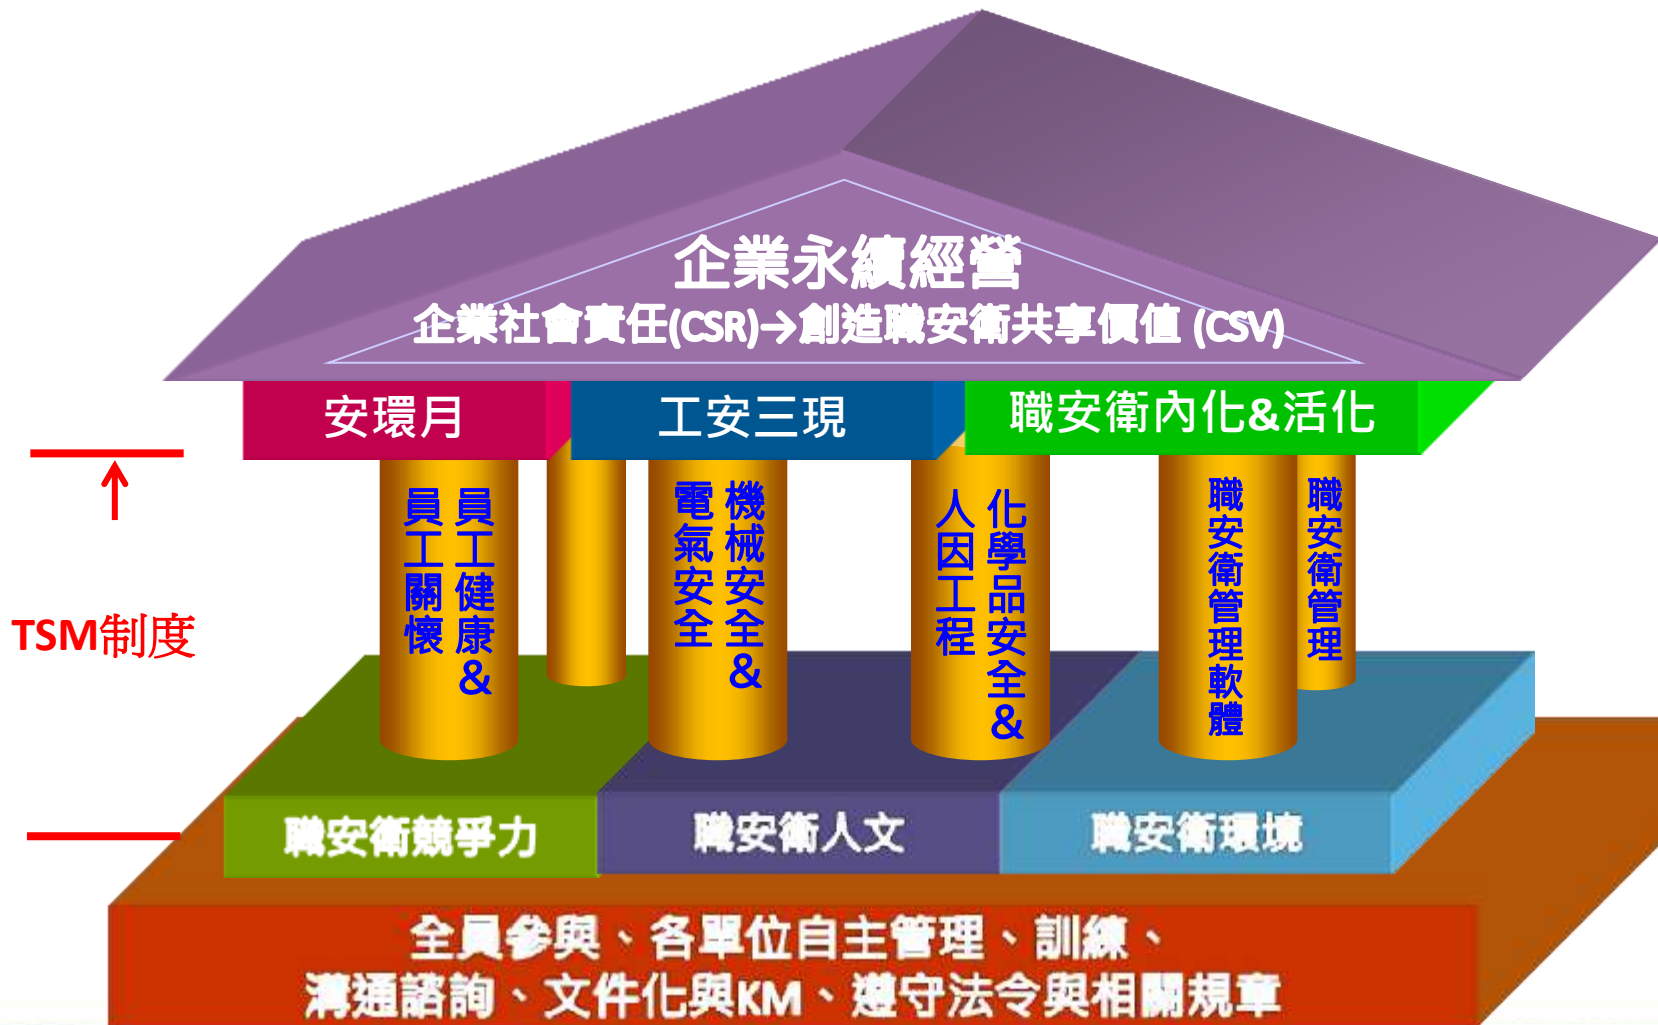 企業永續經營
企業社會責任(CSR)→創造職安衛共享價值 (CSV)
安環月
工安三現
職安衛內化&活化
TSM制度
員工健康&
員工關懷
機械安全&
電氣安全
化學品安全&
人因工程
職安衛管理軟體
職安衛管理
職安衛競爭力
職安衛人文
職安衛環境
全員參與、各單位自主管理、訓練、
溝通諮詢、文件化與KM、遵守法令與相關規章